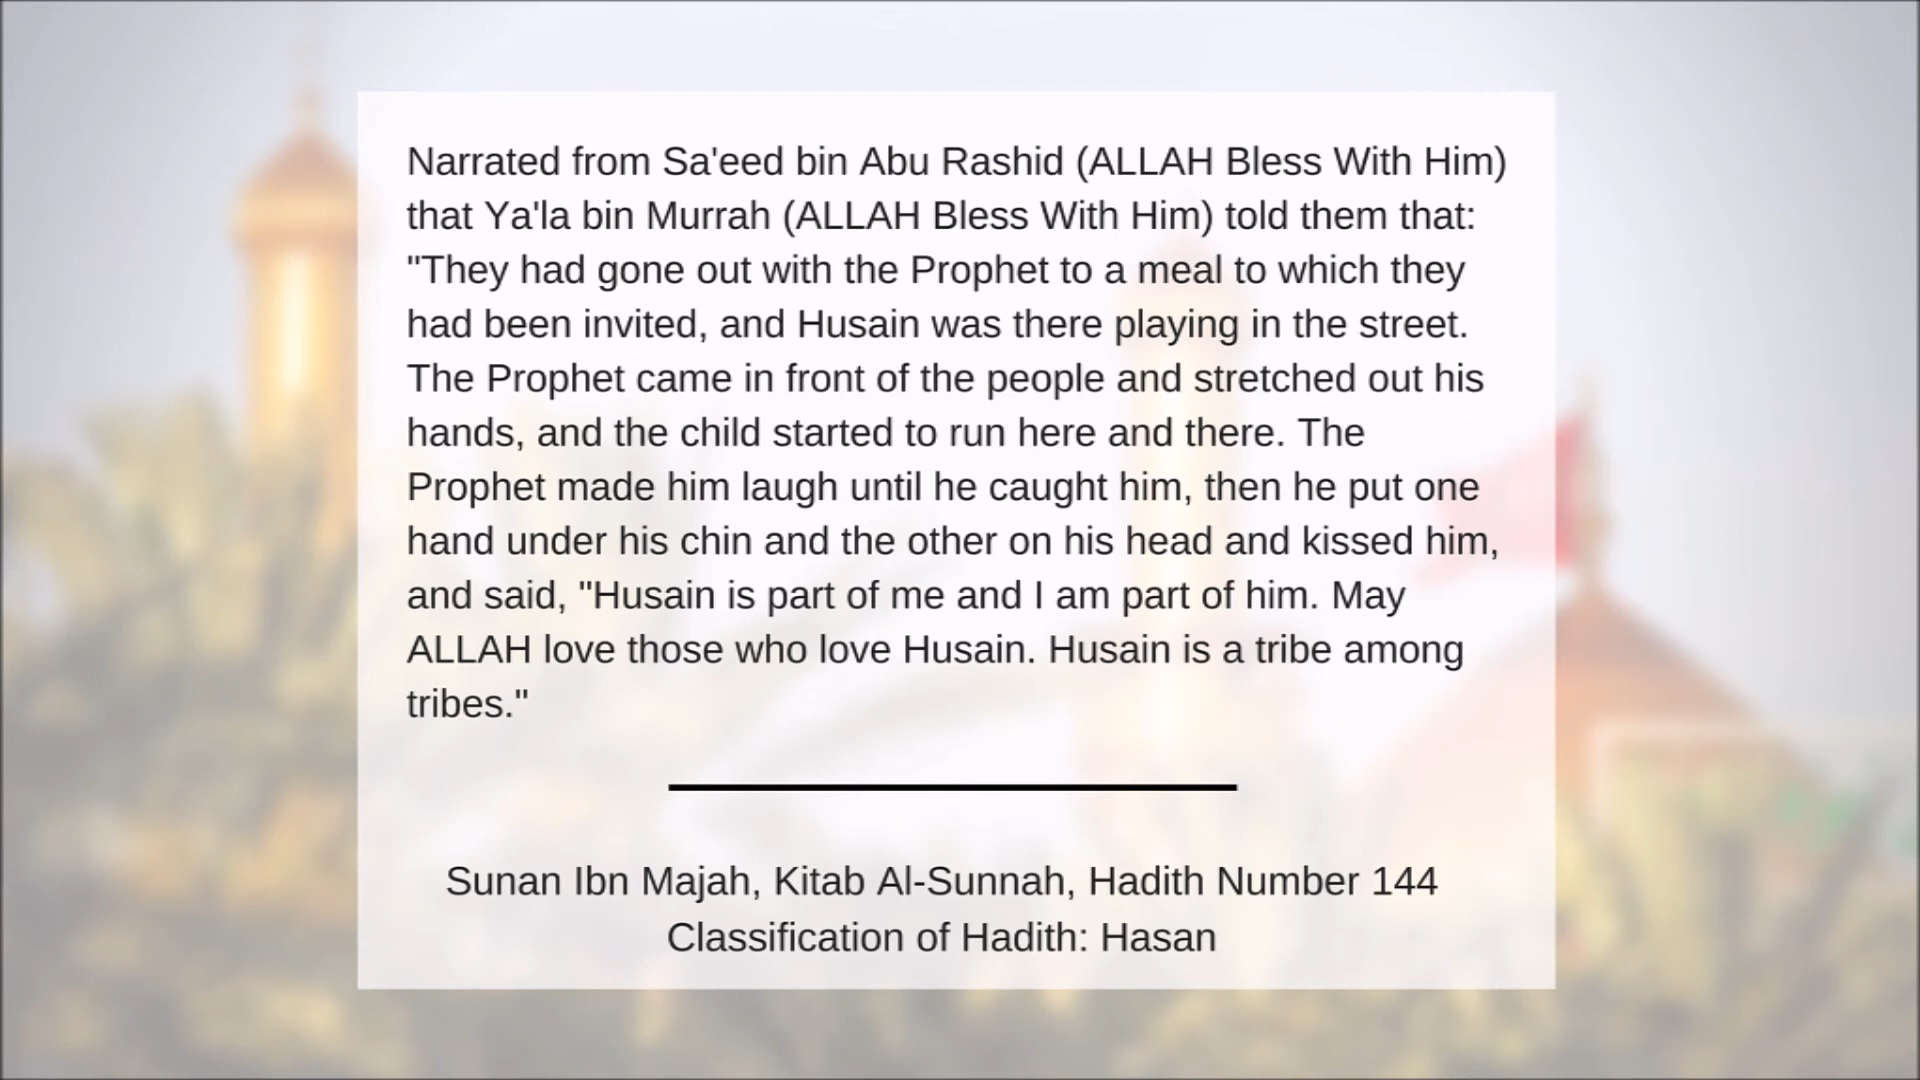 Narrated from Sa'eed bin Abu Rashid (ALLAH Bless With Him)
that Ya'la bin Murrah (ALLAH Bless With Him) told them that:
"They had gone out with the Prophet to a meal to which they
had been invited, and Husain was there playing in the street.
The Prophet came in front of the people and stretched out his
hands, and the child started to run here and there. The
Prophet made him laugh until he caught him, then he put one
hand under his chin and the other on his head and kissed him,
and said, "Husain is part of me and I am part of him. May
ALLAH love those who love Husain. Husain is a tribe among
tribes."
Sunan Ibn Majah, Kitab Al-Sunnah, Hadith Number 144
Classification of Hadith: Hasan